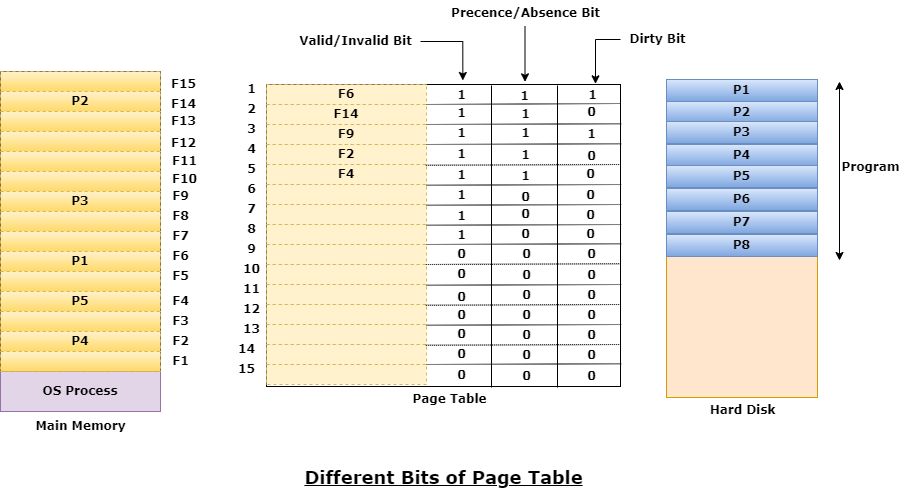 Precence/Absence Bit
Valid/Invalid Bit
Dirty Bit
F15
P2
F14
F13
F12
F11
F10
P3
F9
F8
F7
P1
F6
F5
P5
F4
F3
P4
F2
F1
OS Process
Main Memory
1 F6 1 1 1
2 F14 1 1 0
3 F9 1 1 1
4 F2 1 1 0
5 F4 1 1 0
6 1 0 0
7 1 0 0
8 1 0 0
9 0 0 0
10 0 0 0
11 0 0 0
12 0 0 0
13 0 0 0
14 0 0 0
15 0 0 0
Page Table
P1
P2
P3
P4
P5
P6
P7
P8
Program
Hard Disk
Different Bits of Page Table